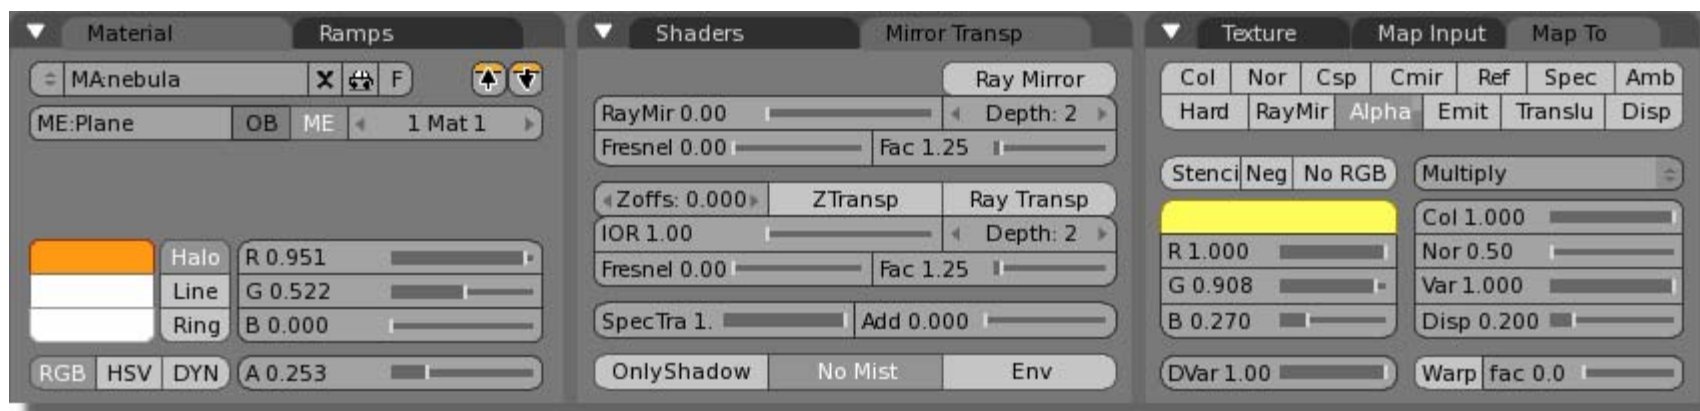 Material Ramps
MA:nebula X F
ME:Plane OB ME 1 Mat 1
Halo R 0.951
Line G 0.522
Ring B 0.000
RGB HSV DYN A 0.253
Shaders Mirror Transp
Ray Mirror
RayMir 0.00 Depth: 2
Fresnel 0.00 Fac 1.25
Zoffs: 0.000 ZTransp Ray Transp
IOR 1.00 Depth: 2
Fresnel 0.00 Fac 1.25
SpecTra 1. Add 0.000
OnlyShadow No Mist Env
Texture Map Input Map To
Col Nor Csp Cmir Ref Spec Amb
Hard RayMir Alpha Emit Translu Disp
Stenci Neg No RGB Multiply
Col 1.000
R 1.000 Nor 0.50
G 0.908 Var 1.000
B 0.270 Disp 0.200
DVar 1.00 Warp fac 0.0